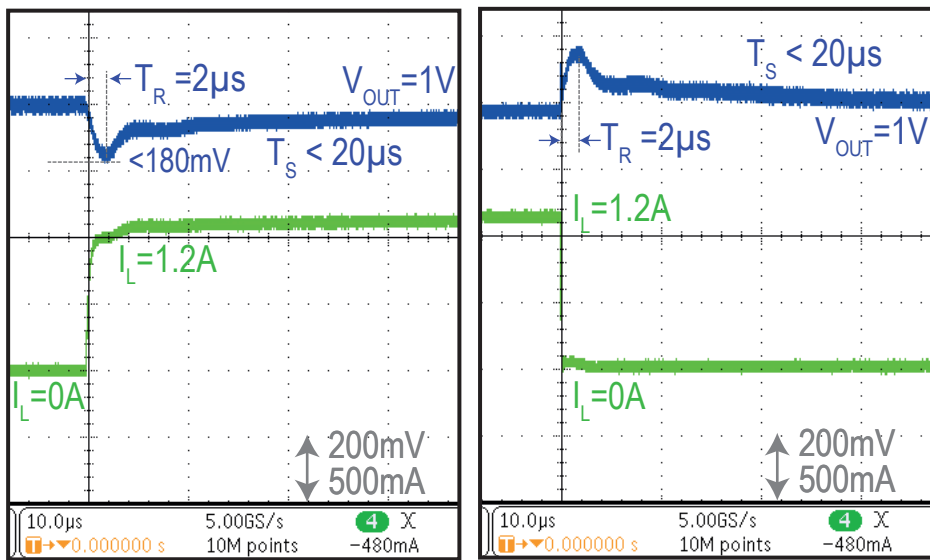 T_R =2µs
V_OUT=1V
<180mV
T_S < 20µs
I_L=1.2A
I_L=0A
200mV
500mA
10.0µs 5.00GS/s 4 X
T→▼0.000000 s 10M points −480mA
T_S < 20µs
T_R =2µs
V_OUT=1V
I_L=1.2A
I_L=0A
200mV
500mA
10.0µs 5.00GS/s 4 X
T→▼0.000000 s 10M points −480mA